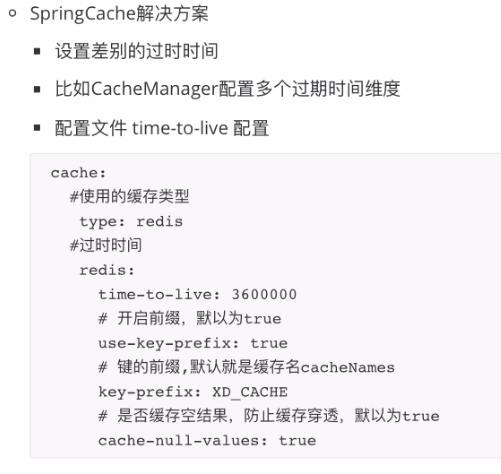 SpringCache解决方案
设置差别的过时时间
比如CacheManager配置多个过期时间维度
配置文件 time-to-live 配置
cache:
#使用的缓存类型
type: redis
#过时时间
redis:
time-to-live: 3600000
# 开启前缀，默以为true
use-key-prefix: true
# 键的前缀,默认就是缓存名cacheNames
key-prefix: XD_CACHE
# 是否缓存空结果，防止缓存穿透，默以为true
cache-null-values: true